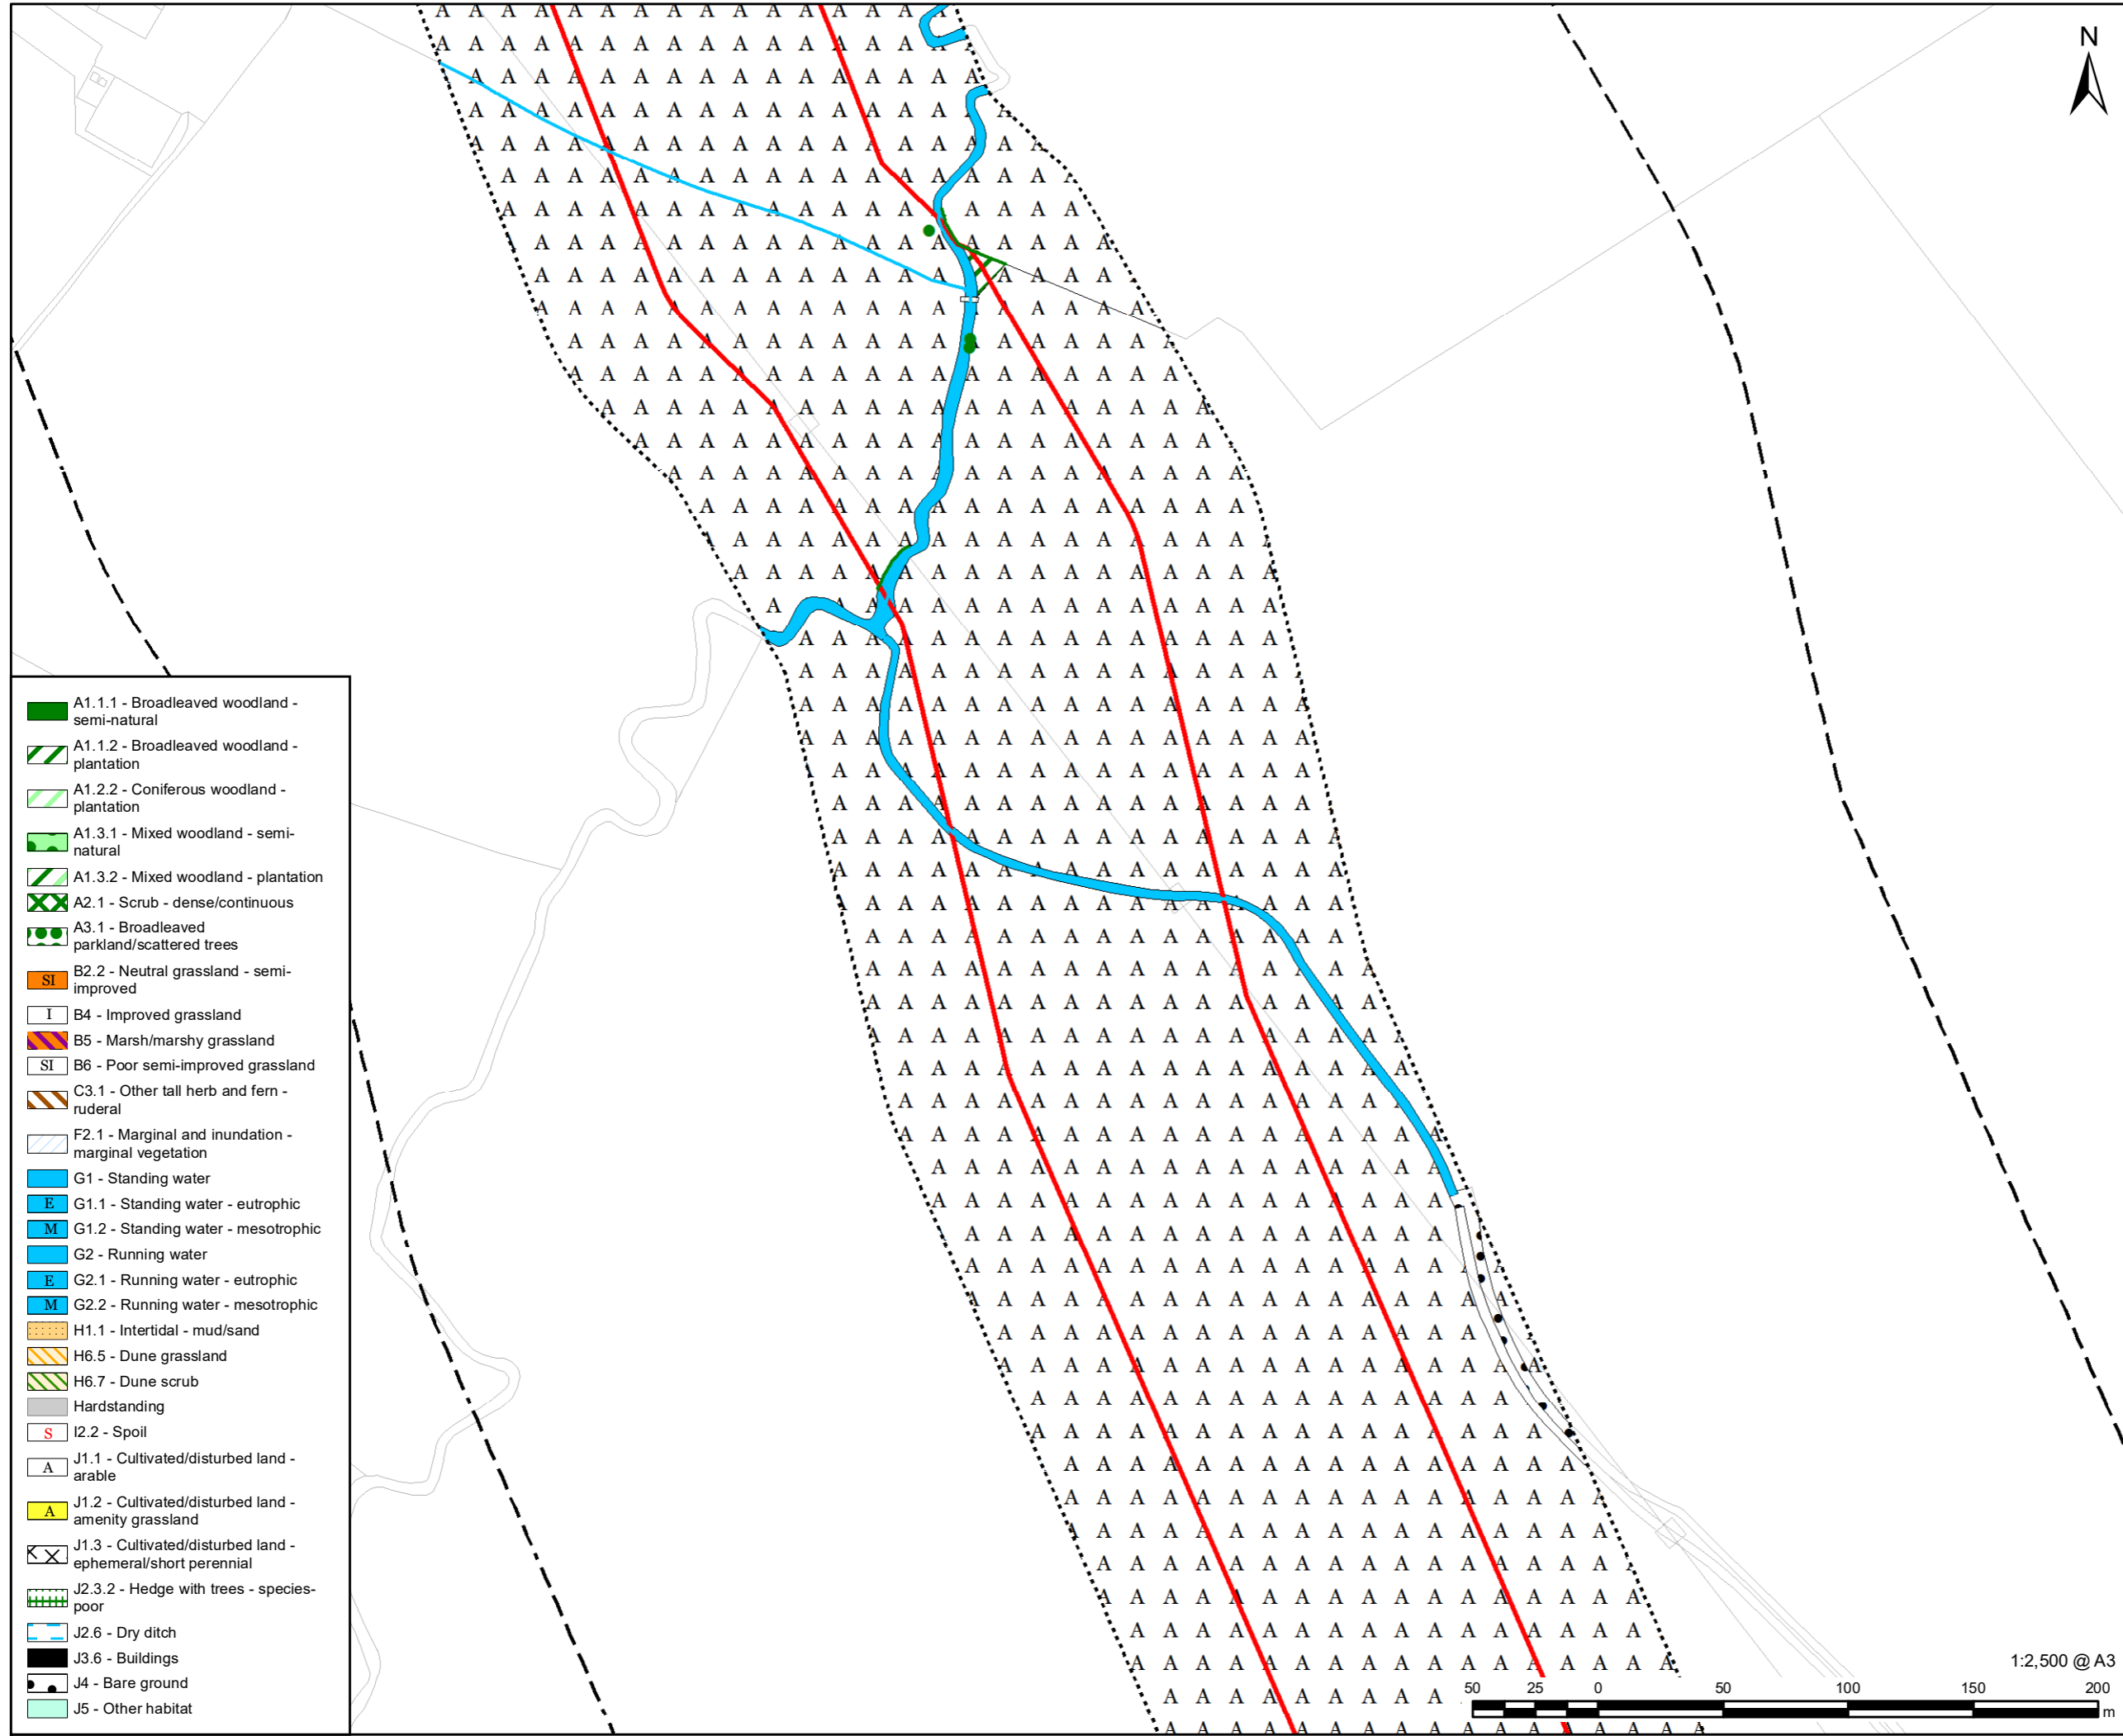 N
A1.1.1 - Broadleaved woodland -
semi-natural
A1.1.2 - Broadleaved woodland -
plantation
A1.2.2 - Coniferous woodland -
plantation
A1.3.1 - Mixed woodland - semi-
natural
A1.3.2 - Mixed woodland - plantation
A2.1 - Scrub - dense/continuous
A3.1 - Broadleaved
parkland/scattered trees
SI B2.2 - Neutral grassland - semi-
improved
I B4 - Improved grassland
B5 - Marsh/marshy grassland
SI B6 - Poor semi-improved grassland
C3.1 - Other tall herb and fern -
ruderal
F2.1 - Marginal and inundation -
marginal vegetation
G1 - Standing water
E G1.1 - Standing water - eutrophic
M G1.2 - Standing water - mesotrophic
G2 - Running water
E G2.1 - Running water - eutrophic
M G2.2 - Running water - mesotrophic
H1.1 - Intertidal - mud/sand
H6.5 - Dune grassland
H6.7 - Dune scrub
Hardstanding
S I2.2 - Spoil
A J1.1 - Cultivated/disturbed land -
arable
A J1.2 - Cultivated/disturbed land -
amenity grassland
J1.3 - Cultivated/disturbed land -
ephemeral/short perennial
J2.3.2 - Hedge with trees - species-
poor
J2.6 - Dry ditch
J3.6 - Buildings
J4 - Bare ground
J5 - Other habitat
1:2,500 @ A3
50 25 0 50 100 150 200
m